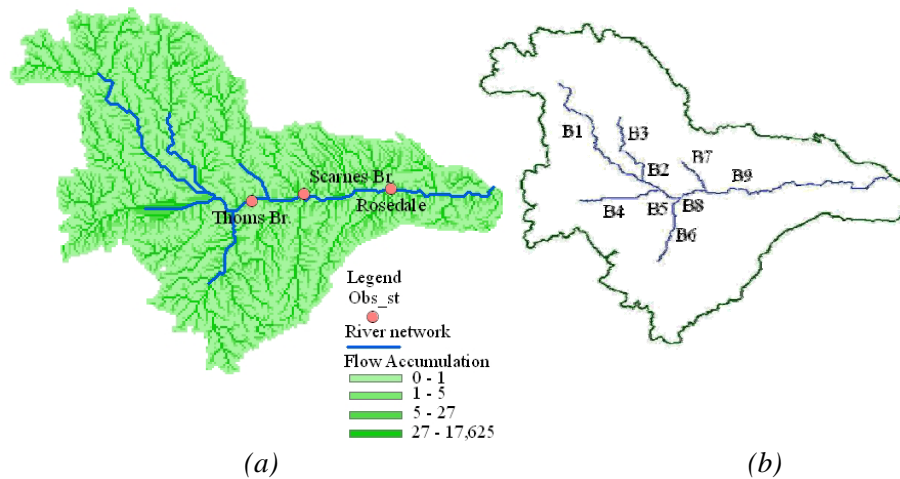 Scarnes Br.
Rosedale
Thoms Br.
Legend
Obs_st
River network
Flow Accumulation
0 - 1
1 - 5
5 - 27
27 - 17,625
(a)
B1
B3
B2
B7
B9
B4
B5
B8
B6
(b)